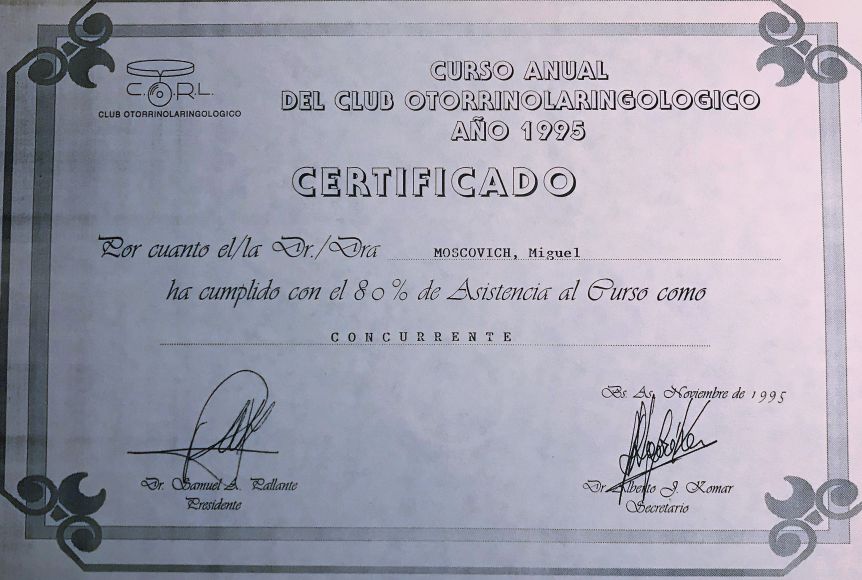 C.O.R.L.
CLUB OTORRINOLARINGOLOGICO
CURSO ANUAL
DEL CLUB OTORRINOLARINGOLOGICO
AÑO 1995
CERTIFICADO
Por cuanto el/la Dr./Dra MOSCOVICH, Miguel
ha cumplido con el 80% de Asistencia al Curso como
CONCURRENTE
Bs. As. Noviembre de 1995
Dr. Samuel A. Pallante
Presidente
Dr Alberto J. Komar
Secretario